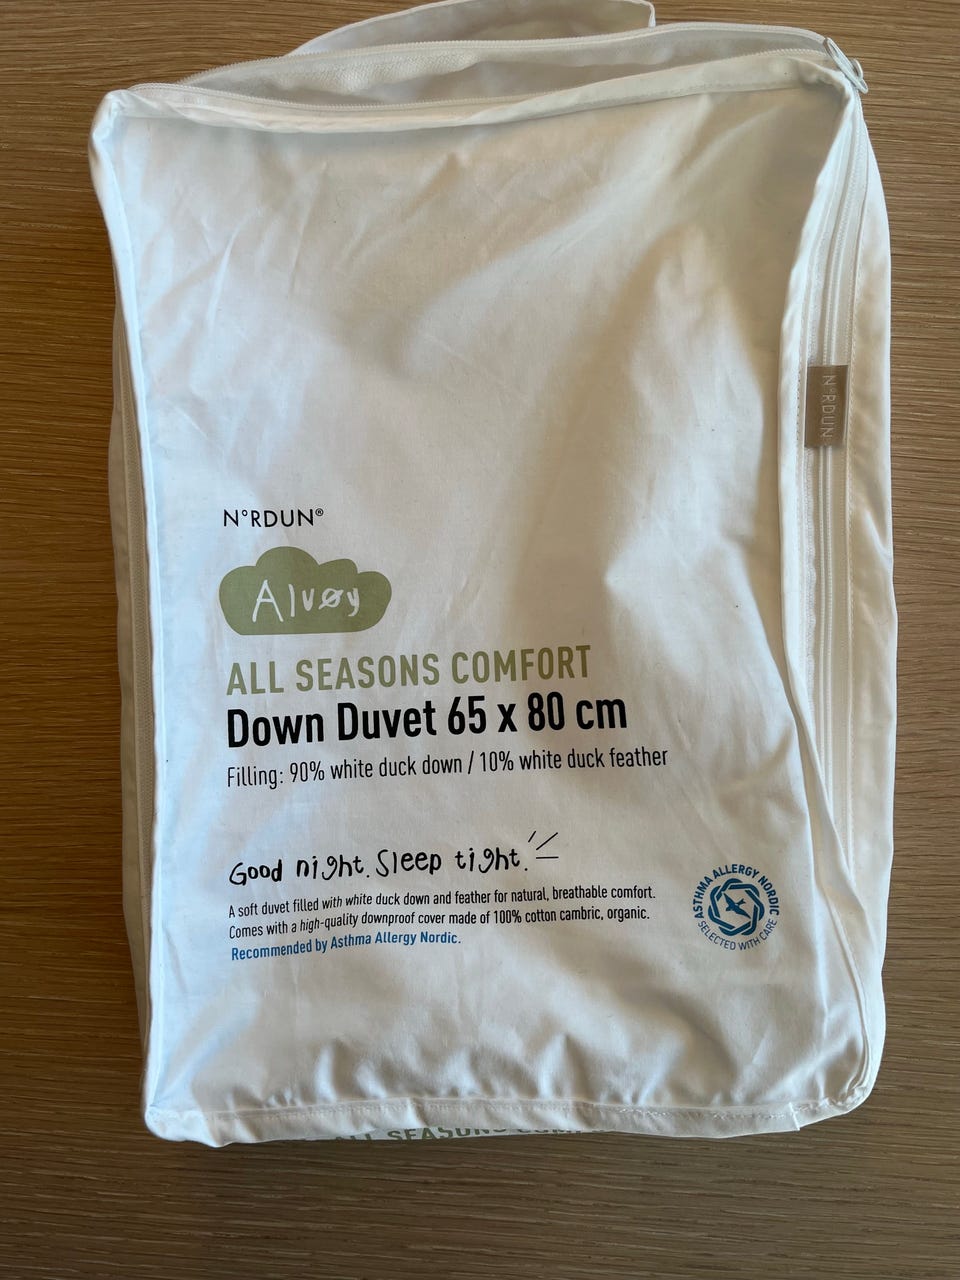 N°RDUN
N°RDUN®
Alvøy
ALL SEASONS COMFORT
Down Duvet 65 x 80 cm
Filling: 90% white duck down / 10% white duck feather
Good night. Sleep tight.
A soft duvet filled with white duck down and feather for natural, breathable comfort.
Comes with a high-quality downproof cover made of 100% cotton cambric, organic.
Recommended by Asthma Allergy Nordic.
ASTHMA ALLERGY NORDIC
SELECTED WITH CARE
ALL SEASONS